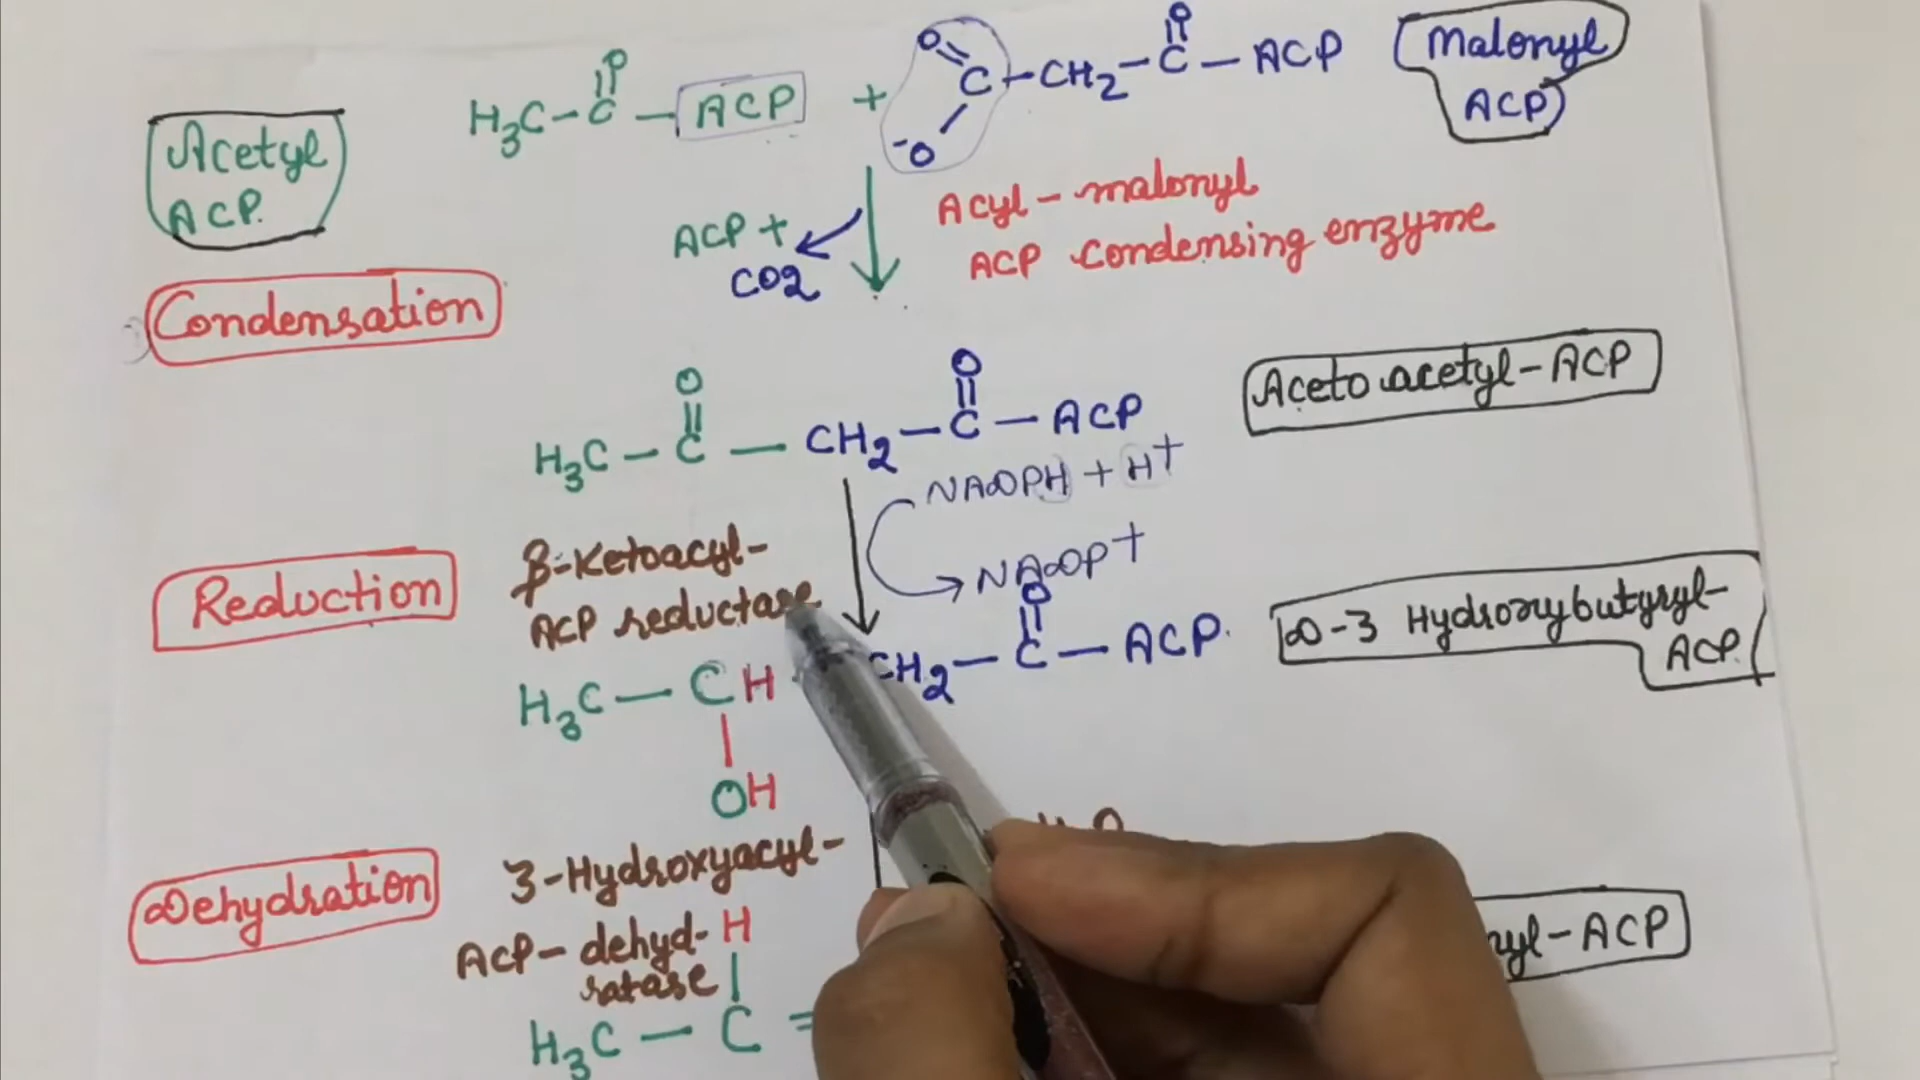 H3C-C-ACP + C-CH2-C-ACP
O
O
O
-O
Malonyl
ACP
Acetyl
ACP.
ACP +
CO2
Acyl-malonyl
ACP condensing enzyme
Condensation
O
O
H3C-C-CH2-C-ACP
Acetoacetyl-ACP
NADPH + H+
NADP+
Reduction
β-Ketoacyl-
ACP reductase
O
H3C-CH
CH2-C-ACP
OH
D-3 Hydroxybutyryl-
ACP
Dehydration
3-Hydroxyacyl-
ACP-dehyd-
ratase
H
H3C-C=
nyl-ACP